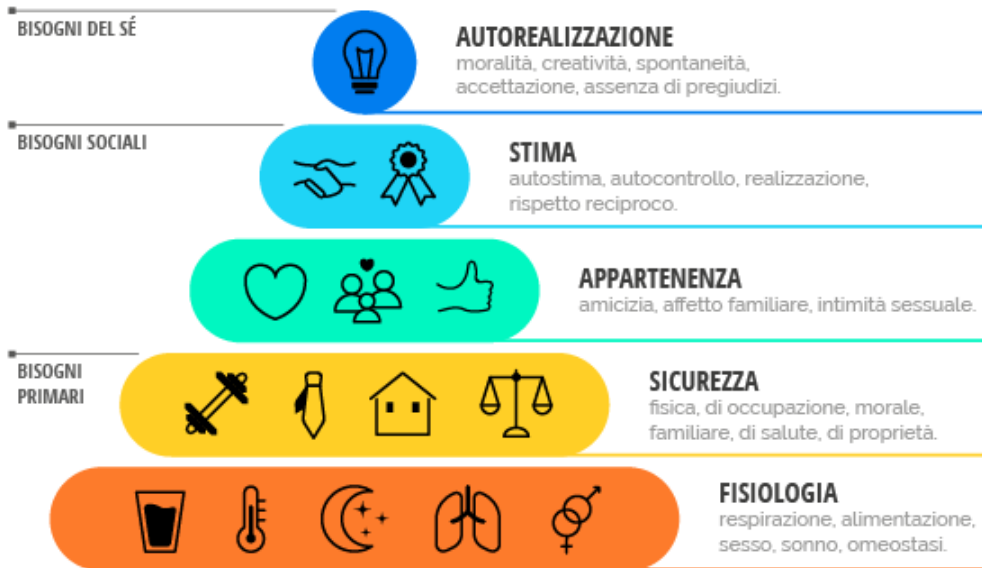 BISOGNI DEL SÉ
AUTOREALIZZAZIONE
moralità, creatività, spontaneità,
accettazione, assenza di pregiudizi.
BISOGNI SOCIALI
STIMA
autostima, autocontrollo, realizzazione,
rispetto reciproco.
APPARTENENZA
amicizia, affetto familiare, intimità sessuale.
BISOGNI
PRIMARI
SICUREZZA
fisica, di occupazione, morale,
familiare, di salute, di proprietà.
FISIOLOGIA
respirazione, alimentazione,
sesso, sonno, omeostasi.